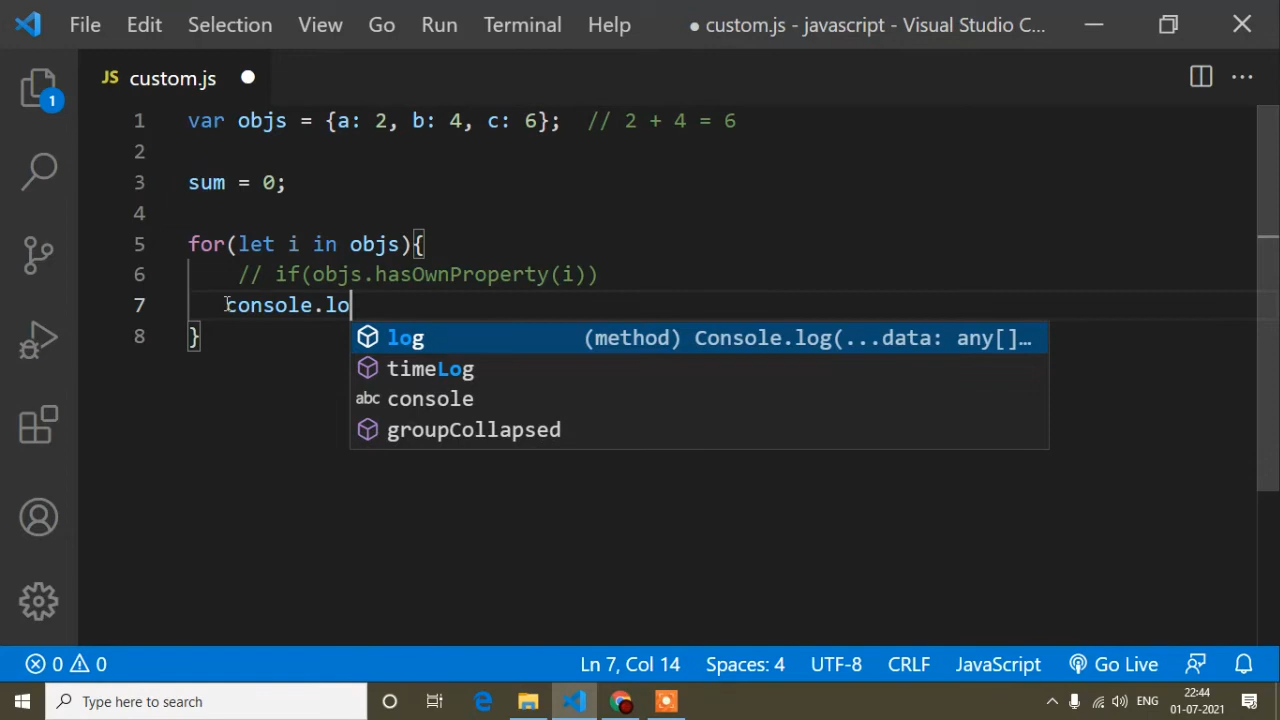 File Edit Selection View Go Run Terminal Help ● custom.js - javascript - Visual Studio C...
JS custom.js ●
1 var objs = {a: 2, b: 4, c: 6}; // 2 + 4 = 6
2
3 sum = 0;
4
5 for(let i in objs){
6 // if(objs.hasOwnProperty(i))
7 console.lo
8 }
log (method) Console.log(...data: any[]...
timeLog
abc console
groupCollapsed
1
0 0 Ln 7, Col 14 Spaces: 4 UTF-8 CRLF JavaScript Go Live
Type here to search ENG 22:44
01-07-2021